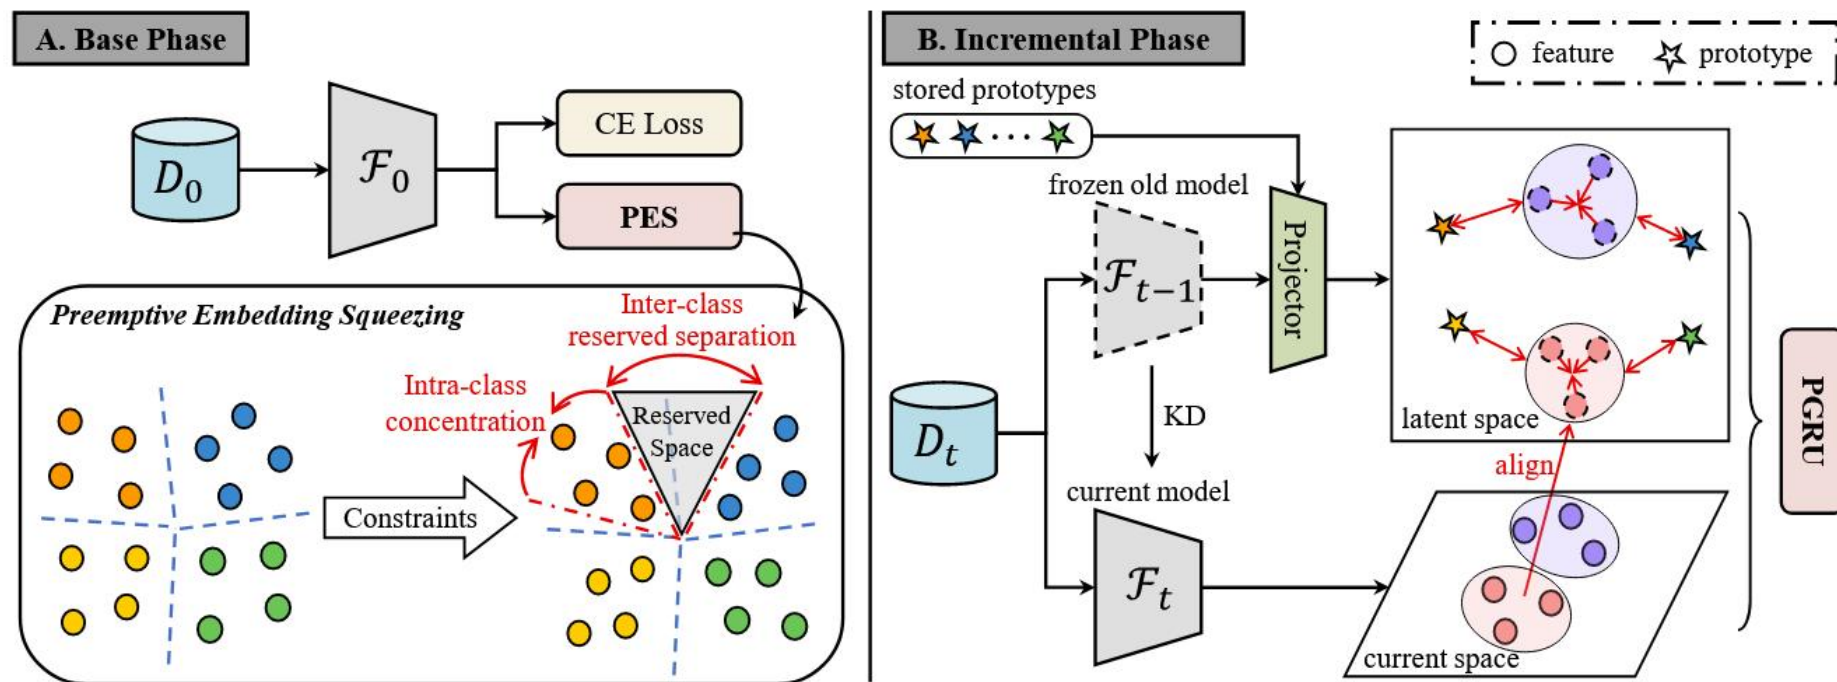 A. Base Phase
D₀
ℱ₀
CE Loss
PES
Preemptive Embedding Squeezing
Inter-class
reserved separation
Intra-class
concentration
Reserved
Space
Constraints
B. Incremental Phase
feature
prototype
stored prototypes
...
frozen old model
ℱₜ₋₁
Projector
KD
Dₜ
current model
ℱₜ
latent space
align
current space
PGRU